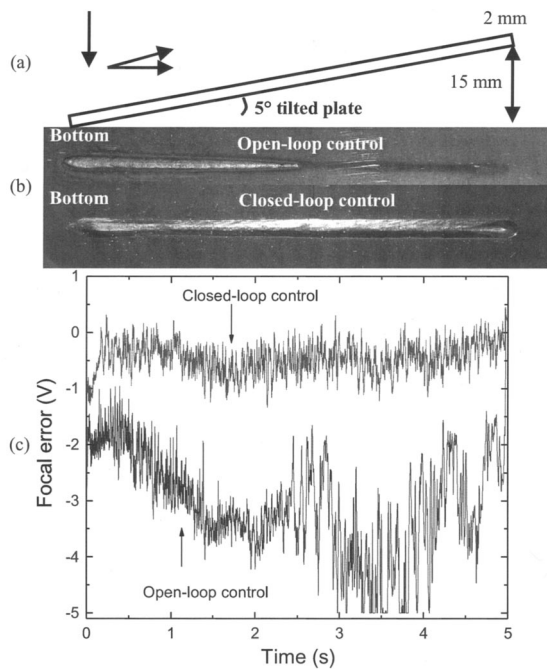 2 mm
(a)
15 mm
5° tilted plate
Bottom
Open-loop control
(b)
Bottom
Closed-loop control
Closed-loop control
0
-1
-2
(c)
Focal error (V)
-3
-4
Open-loop control
-5
0 1 2 3 4 5
Time (s)